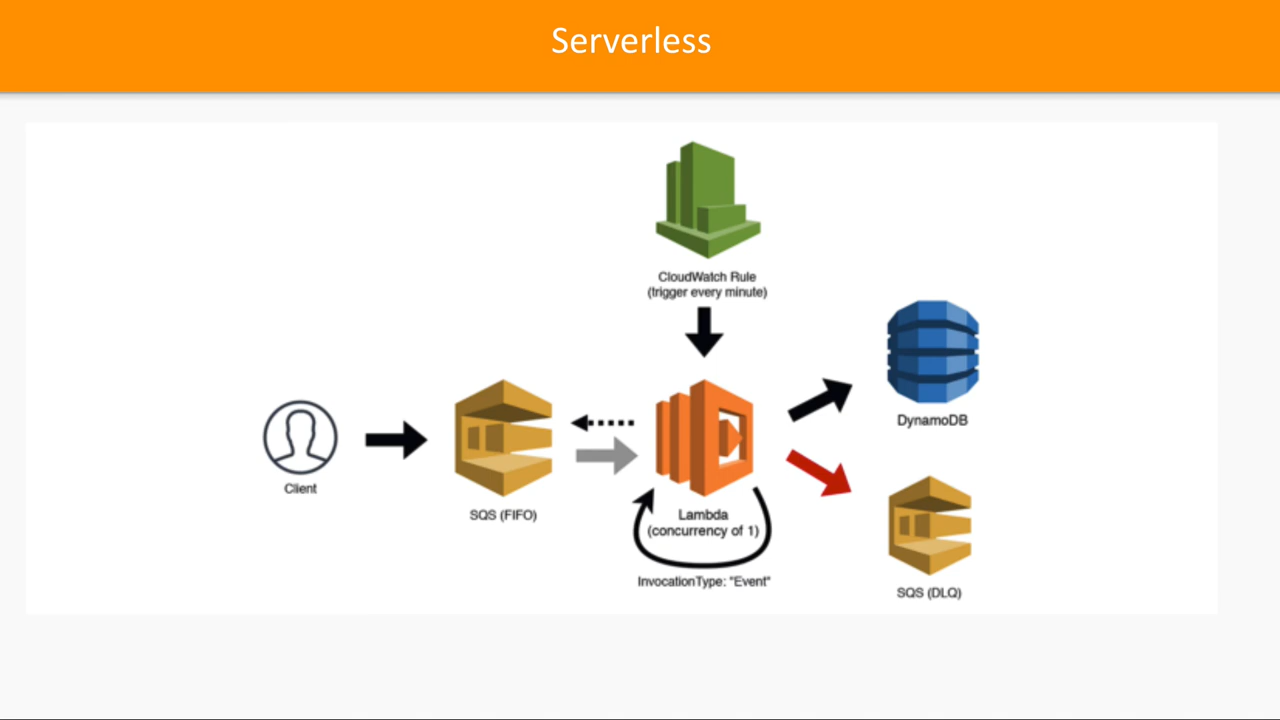 Serverless
CloudWatch Rule
(trigger every minute)
DynamoDB
Client
SQS (FIFO)
Lambda
(concurrency of 1)
InvocationType: "Event"
SQS (DLQ)